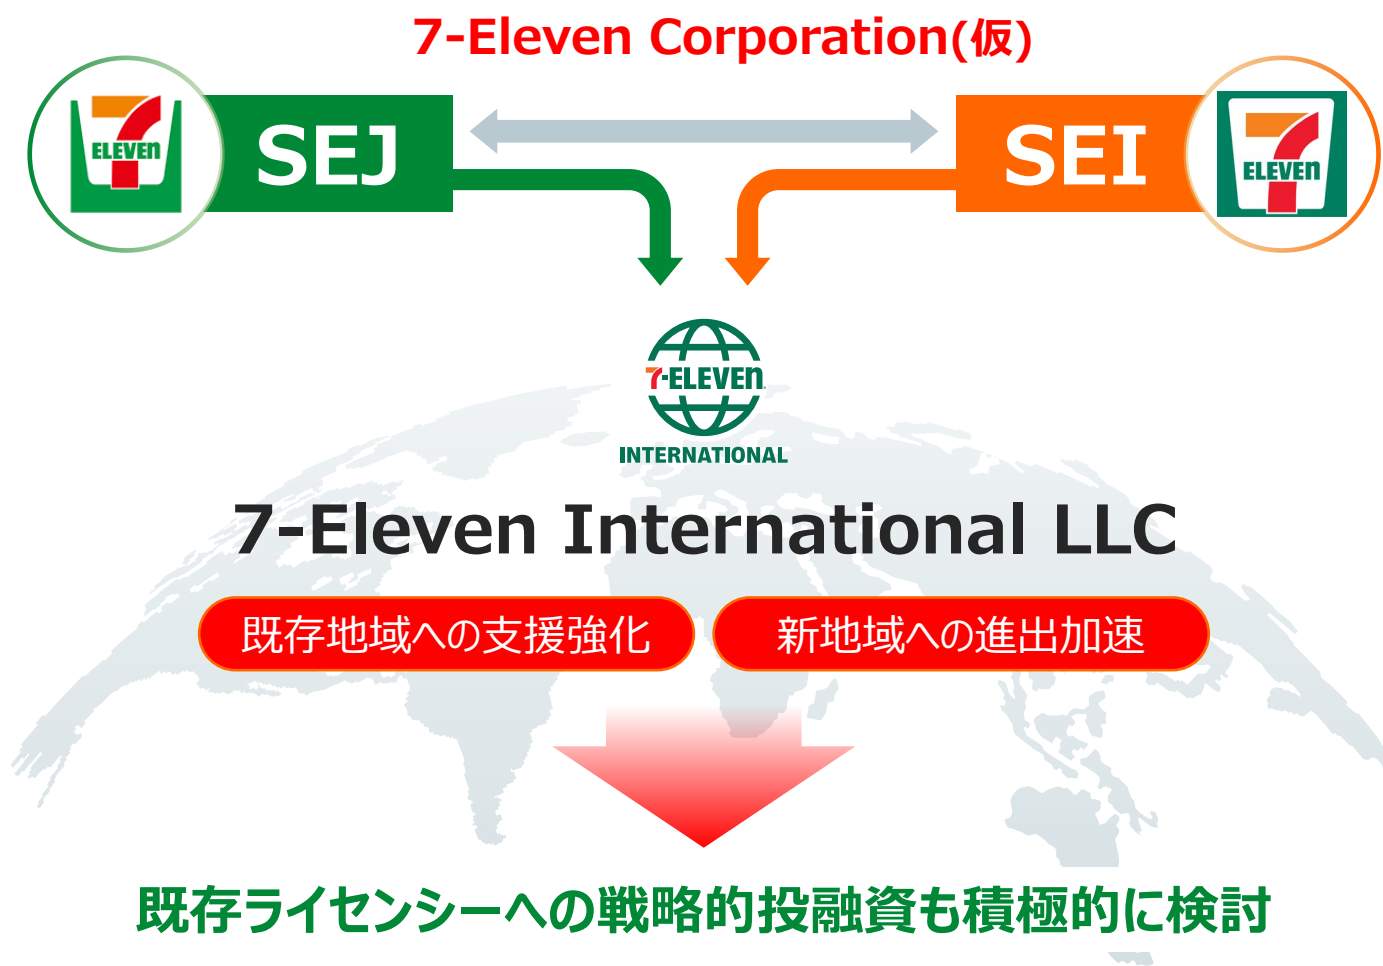 7-Eleven Corporation(仮)
7
ELEVEn
SEJ
SEI
7
ELEVEn
7-ELEVEn
INTERNATIONAL
7-Eleven International LLC
既存地域への支援強化
新地域への進出加速
既存ライセンシーへの戦略的投融資も積極的に検討